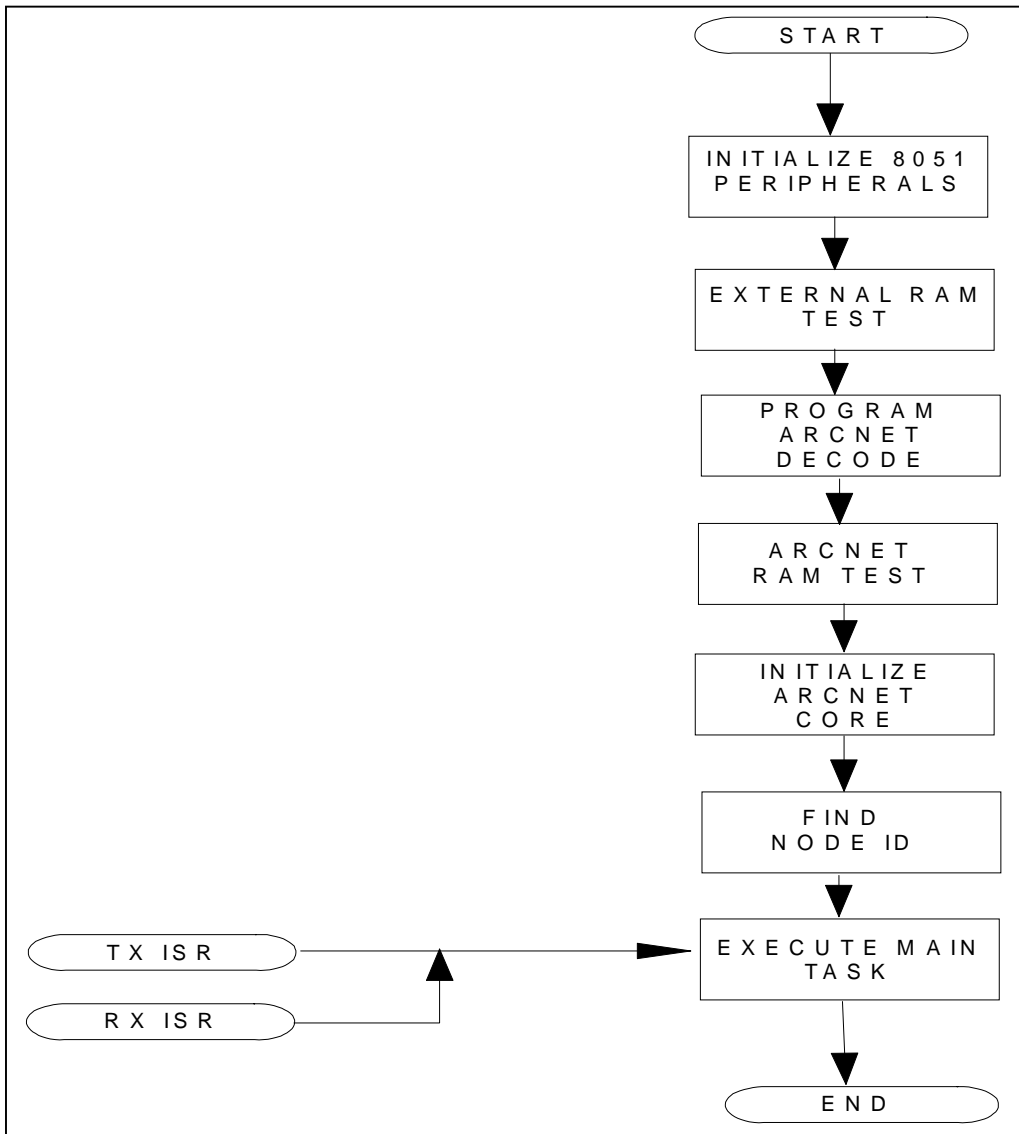 START
INITIALIZE 8051
PERIPHERALS
EXTERNAL RAM
TEST
PROGRAM
ARCNET
DECODE
ARCNET
RAM TEST
INITIALIZE
ARCNET
CORE
FIND
NODE ID
TX ISR
EXECUTE MAIN
TASK
RX ISR
END